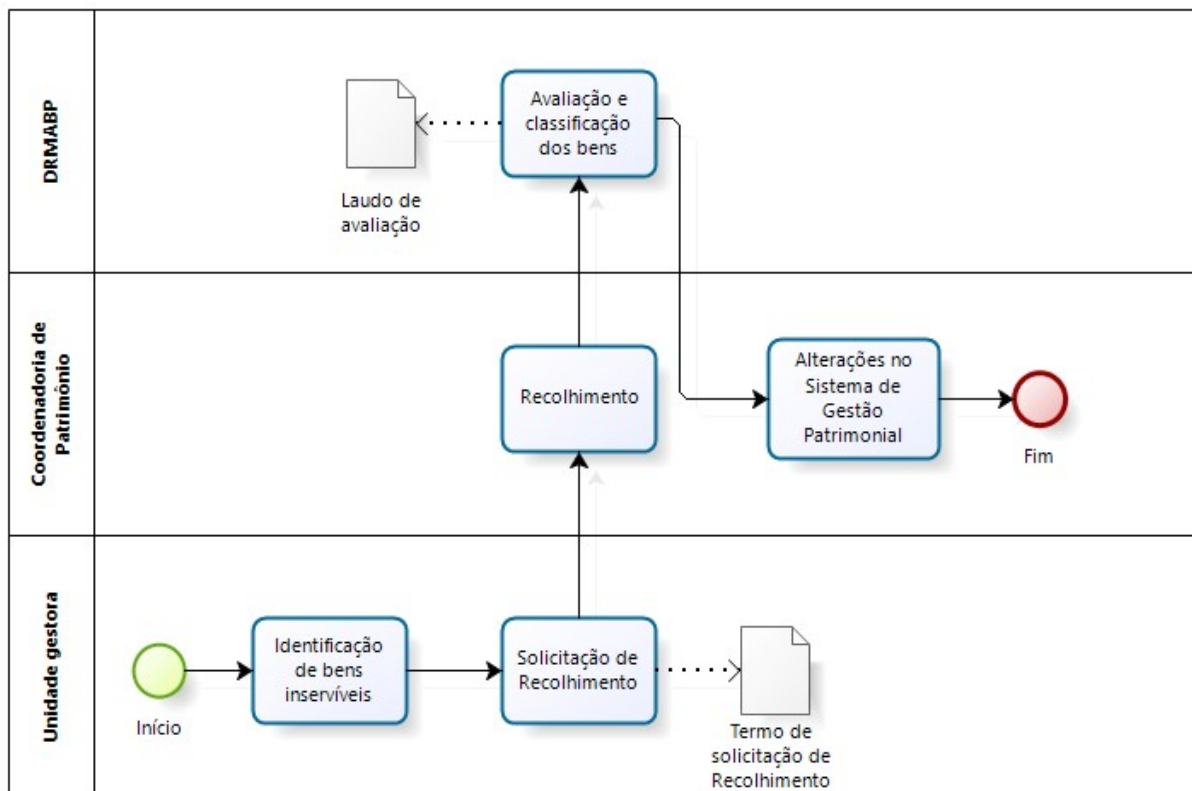 DRMABP
Laudo de
avaliação
Avaliação e
classificação
dos bens
Coordenadoria de
Patrimônio
Recolhimento
Alterações no
Sistema de
Gestão
Patrimonial
Fim
Unidade gestora
Início
Identificação
de bens
inservíveis
Solicitação de
Recolhimento
Termo de
solicitação de
Recolhimento